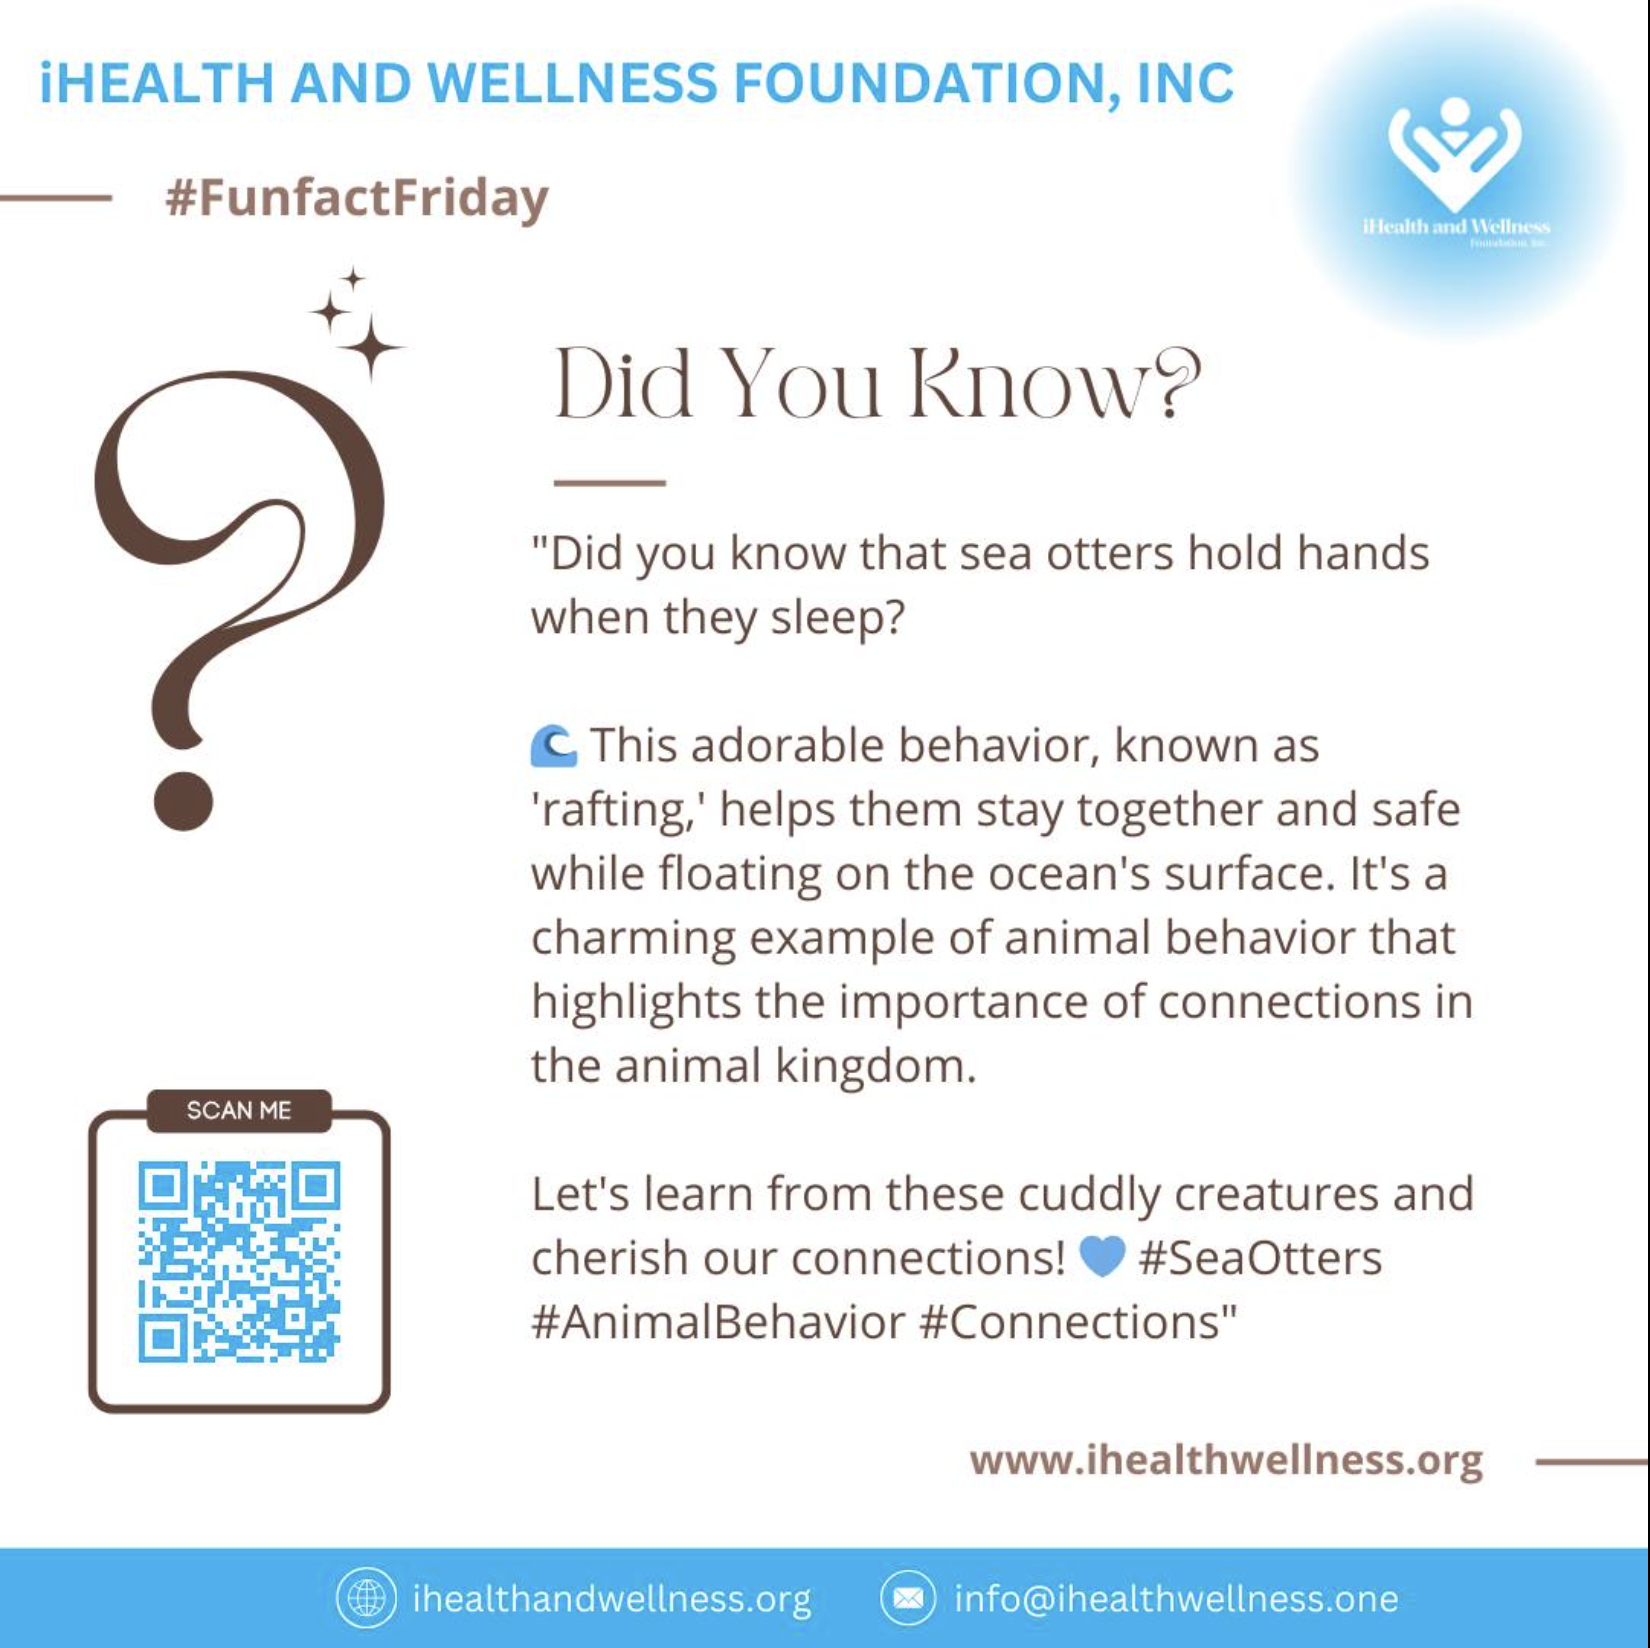 iHEALTH AND WELLNESS FOUNDATION, INC
iHealth and Wellness
Foundation, Inc.
#FunfactFriday
Did You Know?
"Did you know that sea otters hold hands
when they sleep?
🌊 This adorable behavior, known as
'rafting,' helps them stay together and safe
while floating on the ocean's surface. It's a
charming example of animal behavior that
highlights the importance of connections in
the animal kingdom.
Let's learn from these cuddly creatures and
cherish our connections! 💙 #SeaOtters
#AnimalBehavior #Connections"
SCAN ME
www.ihealthwellness.org
ihealthandwellness.org
info@ihealthwellness.one